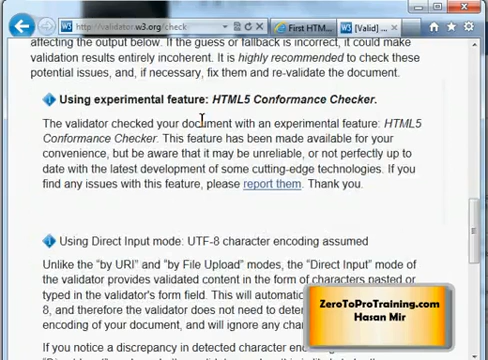 http://validator.w3.org/check
First HTM...
[Valid] ...
affecting the output below. If the guess or fallback is incorrect, it could make
validation results entirely incoherent. It is highly recommended to check these
potential issues, and, if necessary, fix them and re-validate the document.
Using experimental feature: HTML5 Conformance Checker.
The validator checked your document with an experimental feature: HTML5
Conformance Checker. This feature has been made available for your
convenience, but be aware that it may be unreliable, or not perfectly up to
date with the latest development of some cutting-edge technologies. If you
find any issues with this feature, please report them. Thank you.
Using Direct Input mode: UTF-8 character encoding assumed
Unlike the "by URI" and "by File Upload" modes, the "Direct Input" mode of
the validator provides validated content in the form of characters pasted or
typed in the validator's form field. This will automati
8, and therefore the validator does not need to dete
encoding of your document, and will ignore any cha
If you notice a discrepancy in detected character en
ZeroToProTraining.com
Hasan Mir